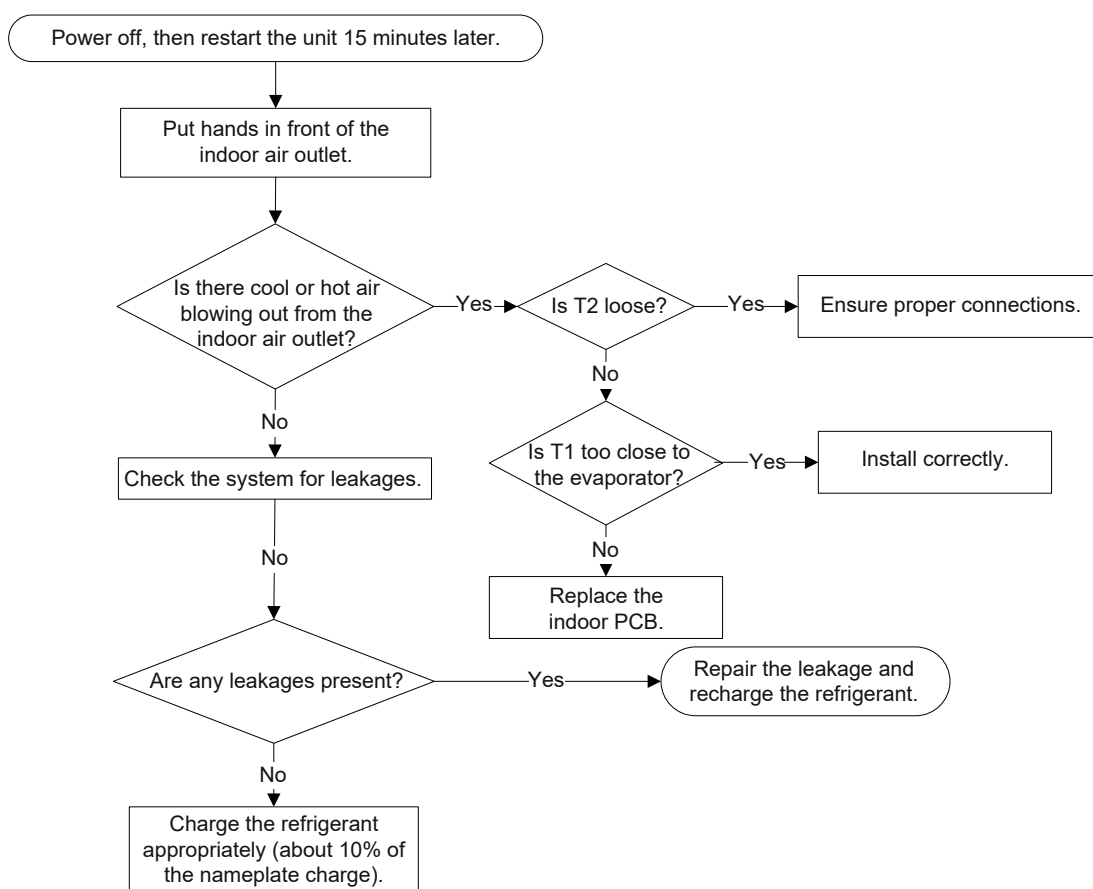 Power off, then restart the unit 15 minutes later.
Put hands in front of the
indoor air outlet.
Is there cool or hot air
blowing out from the
indoor air outlet?
Yes
Is T2 loose?
Yes
Ensure proper connections.
No
No
Is T1 too close to
the evaporator?
Yes
Install correctly.
Check the system for leakages.
No
No
Replace the
indoor PCB.
Are any leakages present?
Yes
Repair the leakage and
recharge the refrigerant.
No
Charge the refrigerant
appropriately (about 10% of
the nameplate charge).